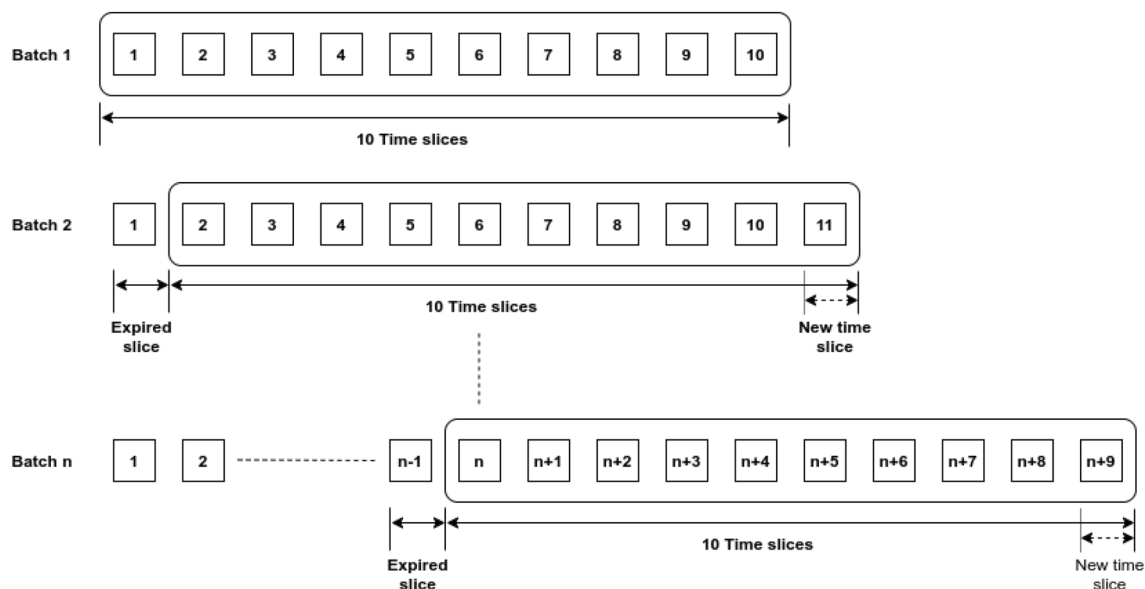 Batch 1 1 2 3 4 5 6 7 8 9 10
10 Time slices
Batch 2 1 2 3 4 5 6 7 8 9 10 11
10 Time slices
Expired
slice
New time
slice
Batch n 1 2 n-1 n n+1 n+2 n+3 n+4 n+5 n+6 n+7 n+8 n+9
10 Time slices
Expired
slice
New time
slice